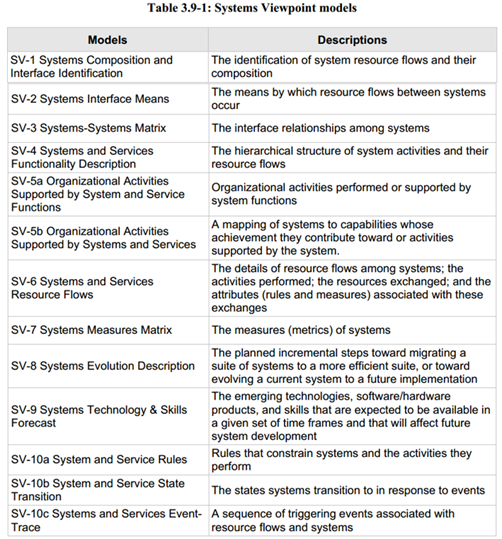 Table 3.9-1: Systems Viewpoint models
Models
Descriptions
SV-1 Systems Composition and
Interface Identification
The identification of system resource flows and their
composition
SV-2 Systems Interface Means
The means by which resource flows between systems
occur
SV-3 Systems-Systems Matrix
The interface relationships among systems
SV-4 Systems and Services
Functionality Description
The hierarchical structure of system activities and their
resource flows
SV-5a Organizational Activities
Supported by System and Service
Functions
Organizational activities performed or supported by
system functions
SV-5b Organizational Activities
Supported by Systems and Services
A mapping of systems to capabilities whose
achievement they contribute toward or activities
supported by the system.
SV-6 Systems and Services
Resource Flows
The details of resource flows among systems; the
activities performed; the resources exchanged; and the
attributes (rules and measures) associated with these
exchanges
SV-7 Systems Measures Matrix
The measures (metrics) of systems
SV-8 Systems Evolution Description
The planned incremental steps toward migrating a
suite of systems to a more efficient suite, or toward
evolving a current system to a future implementation
SV-9 Systems Technology & Skills
Forecast
The emerging technologies, software/hardware
products, and skills that are expected to be available in
a given set of time frames and that will affect future
system development
SV-10a System and Service Rules
Rules that constrain systems and the activities they
perform
SV-10b System and Service State
Transition
The states systems transition to in response to events
SV-10c Systems and Services Event-
Trace
A sequence of triggering events associated with
resource flows and systems